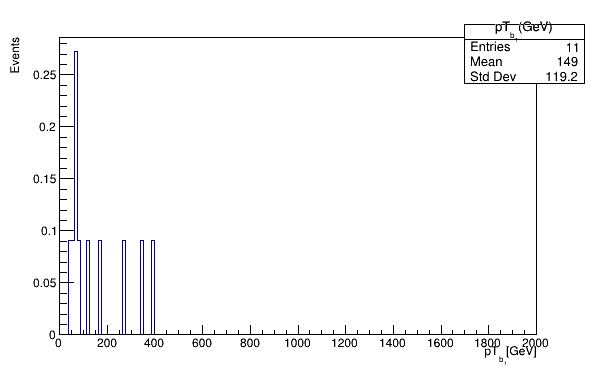 pT_b₁(GeV)
Entries 11
Mean 149
Std Dev 119.2
Events
0.25
0.2
0.15
0.1
0.05
0
0 200 400 600 800 1000 1200 1400 1600 1800 2000
pT_b₁[GeV]